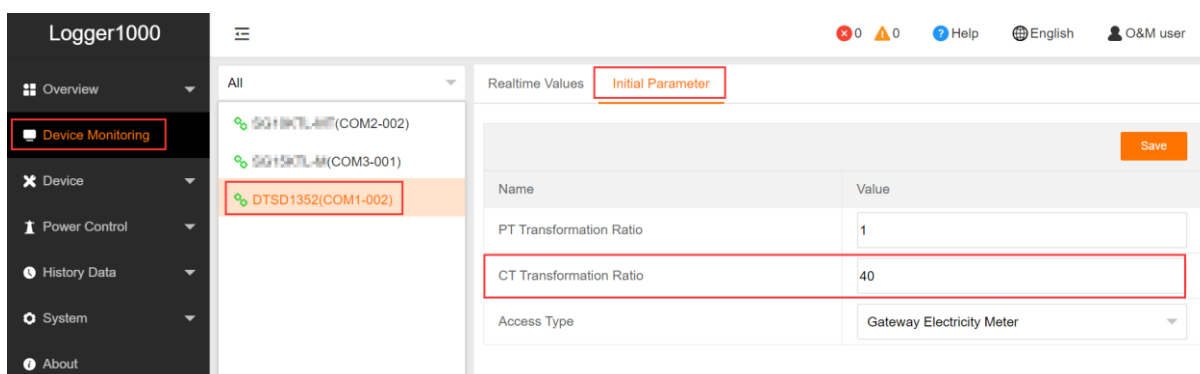 Logger1000
0 0 Help English O&M user
Overview
Device Monitoring
Device
Power Control
History Data
System
About
All
(COM2-002)
(COM3-001)
DTSD1352(COM1-002)
Realtime Values Initial Parameter
Save
Name Value
PT Transformation Ratio 1
CT Transformation Ratio 40
Access Type Gateway Electricity Meter